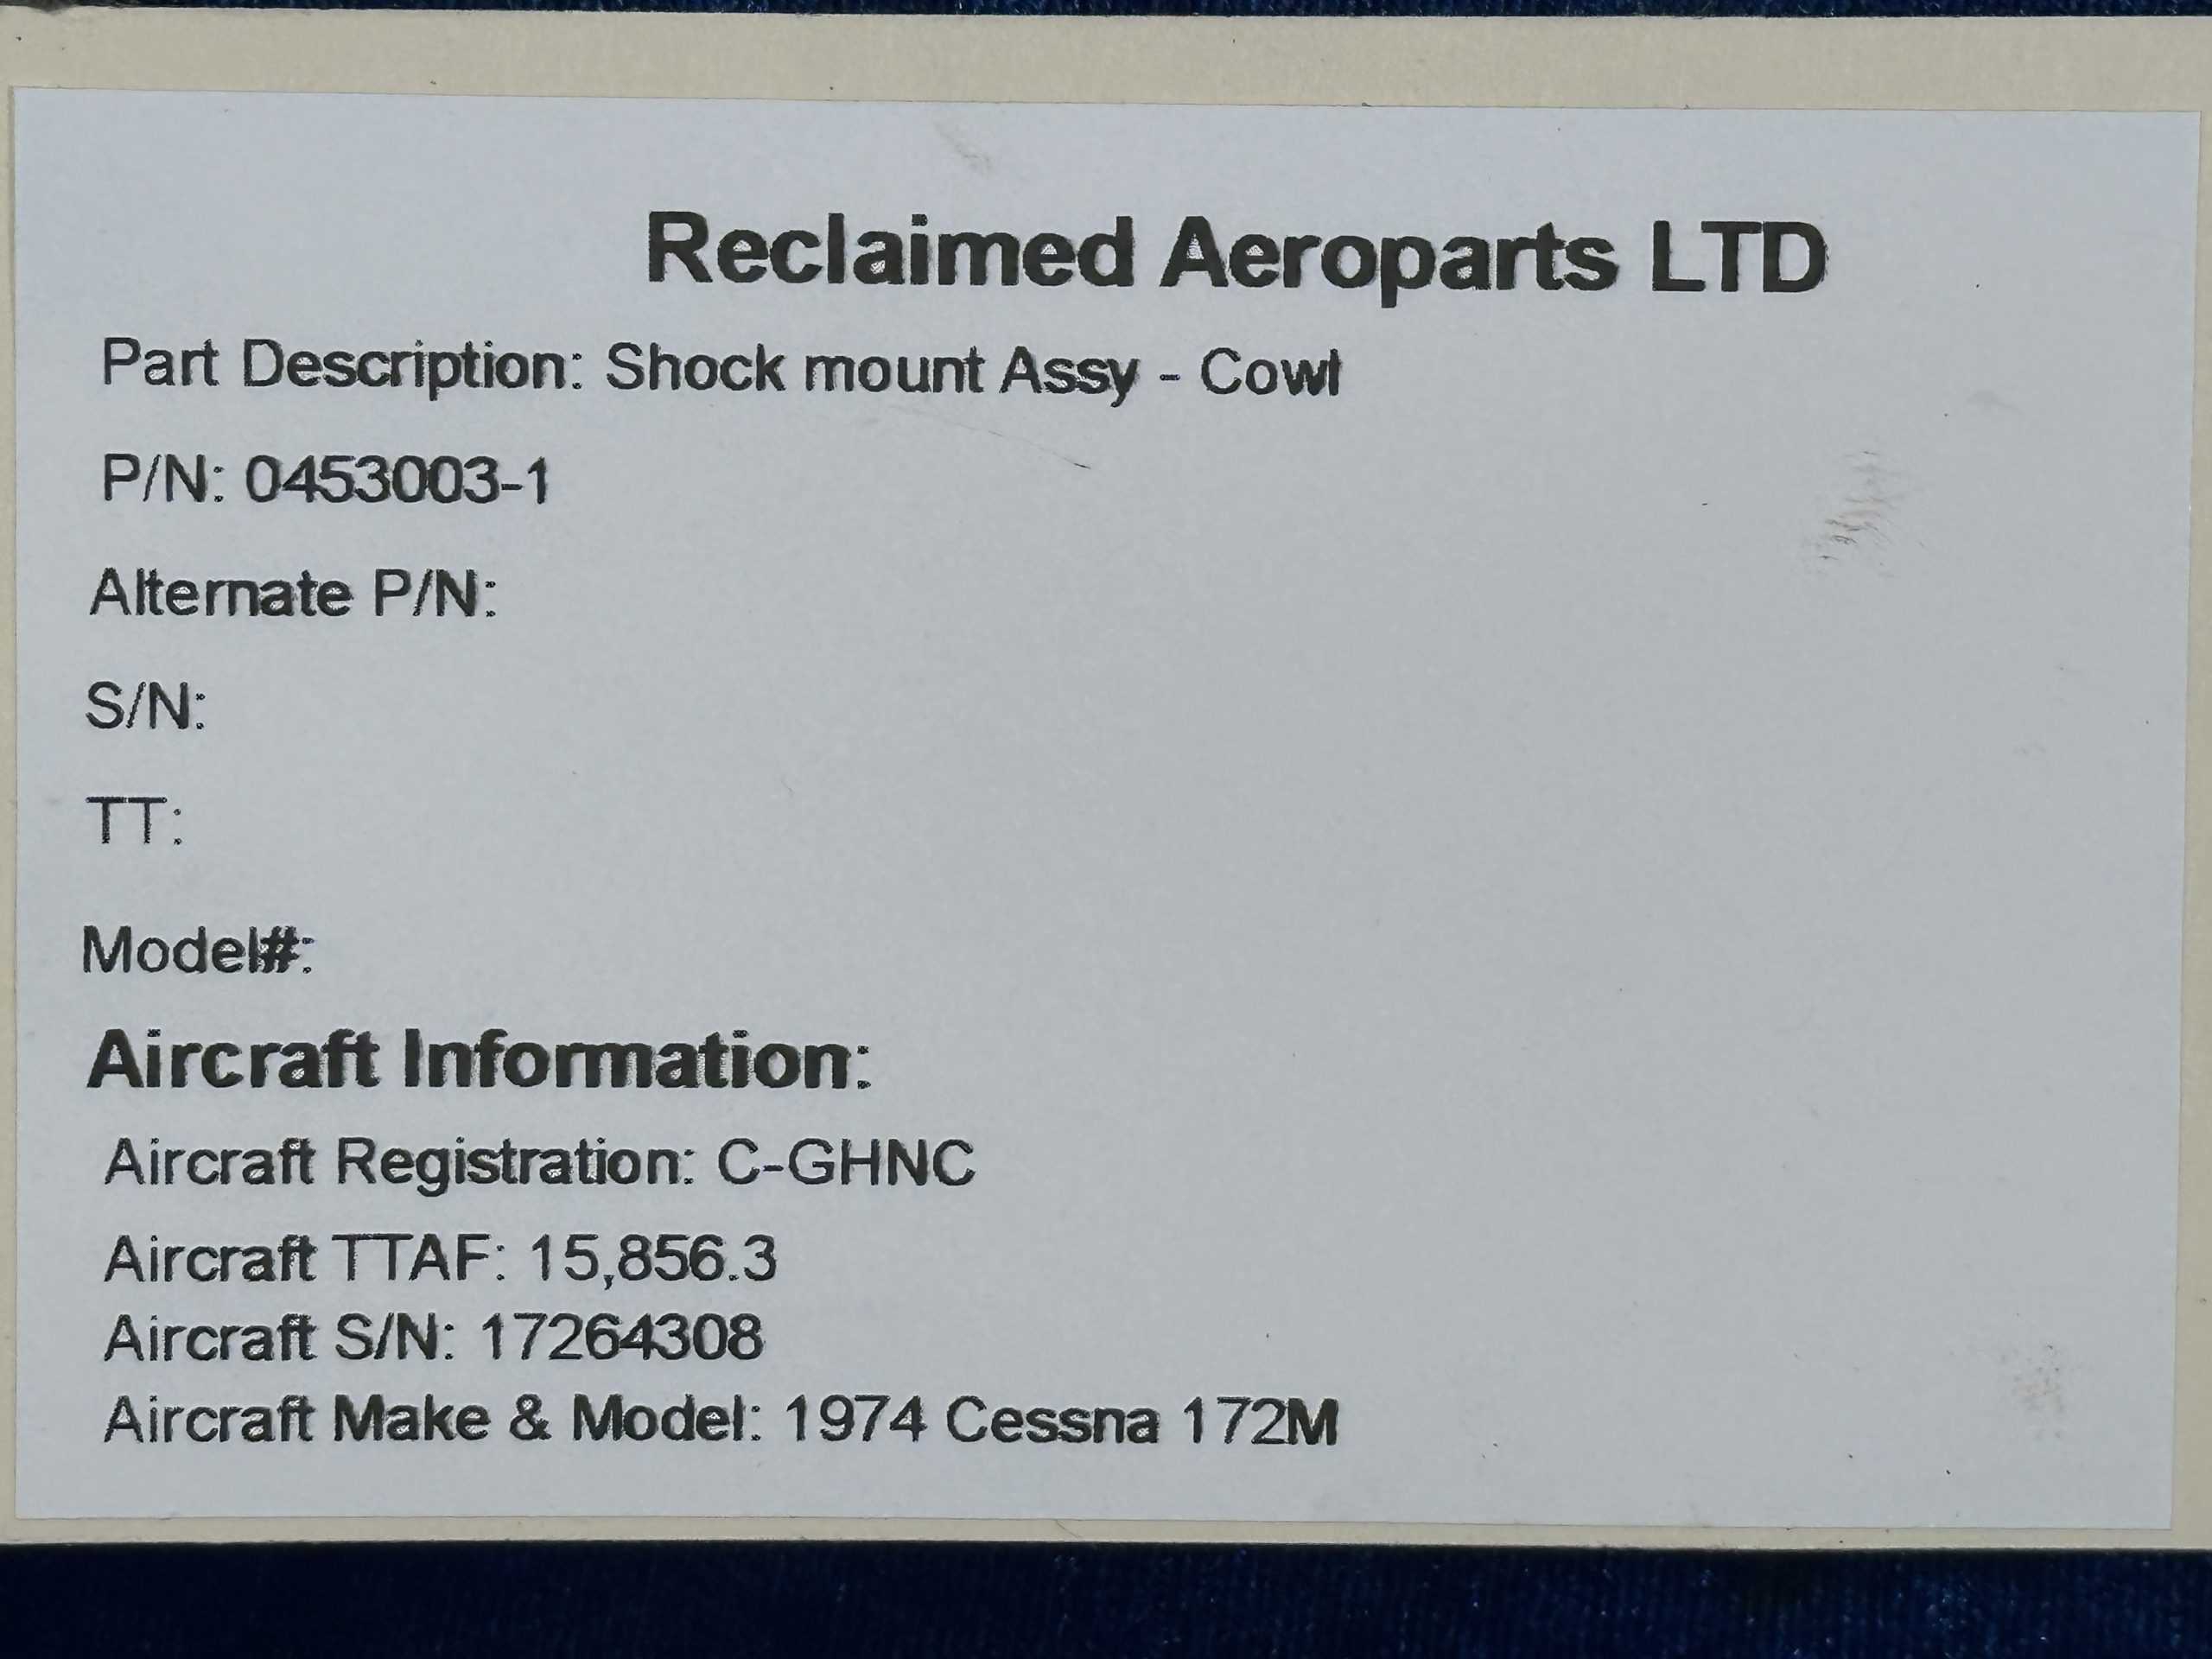 Reclaimed Aeroparts LTD
Part Description: Shock mount Assy - Cowl
P/N: 0453003-1
Alternate P/N:
S/N:
TT:
Model#:
Aircraft Information:
Aircraft Registration: C-GHNC
Aircraft TTAF: 15,856.3
Aircraft S/N: 17264308
Aircraft Make & Model: 1974 Cessna 172M